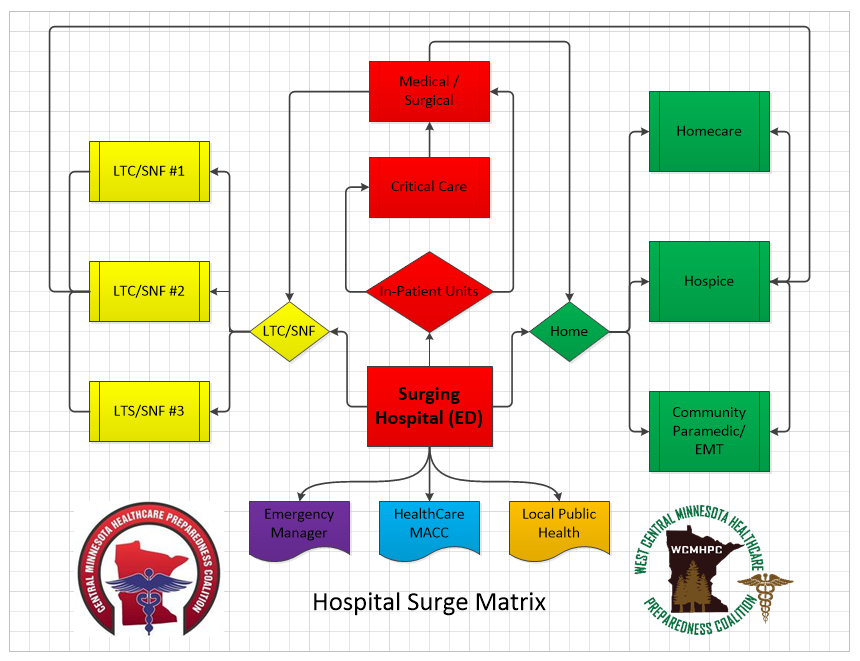 Medical /
Surgical
Homecare
LTC/SNF #1
Critical Care
LTC/SNF #2
In-Patient Units
Hospice
LTC/SNF
Home
Surging
Hospital (ED)
LTS/SNF #3
Community
Paramedic/
EMT
Emergency
Manager
HealthCare
MACC
Local Public
Health
CENTRAL MINNESOTA HEALTHCARE PREPAREDNESS COALITION
WEST CENTRAL MINNESOTA HEALTHCARE
WCMHPC
PREPAREDNESS COALITION
Hospital Surge Matrix